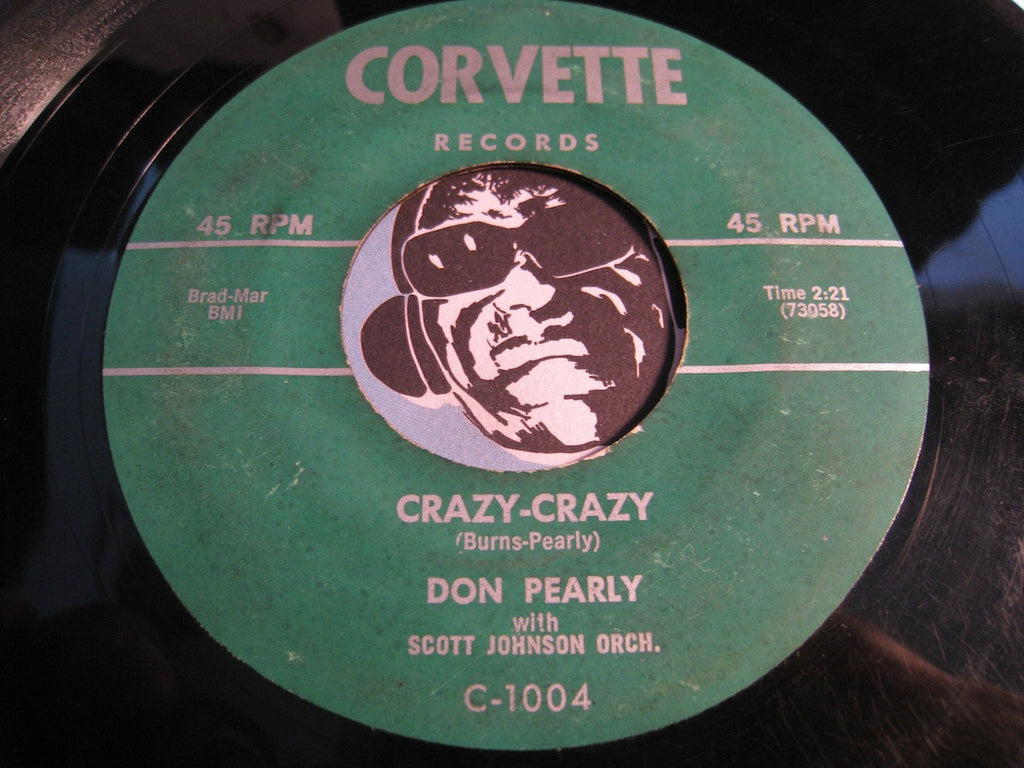 CORVETTE
RECORDS
45 RPM
45 RPM
Brad-Mar
BMI
Time 2:21
(73058)
CRAZY-CRAZY
(Burns-Pearly)
DON PEARLY
with
SCOTT JOHNSON ORCH.
C-1004